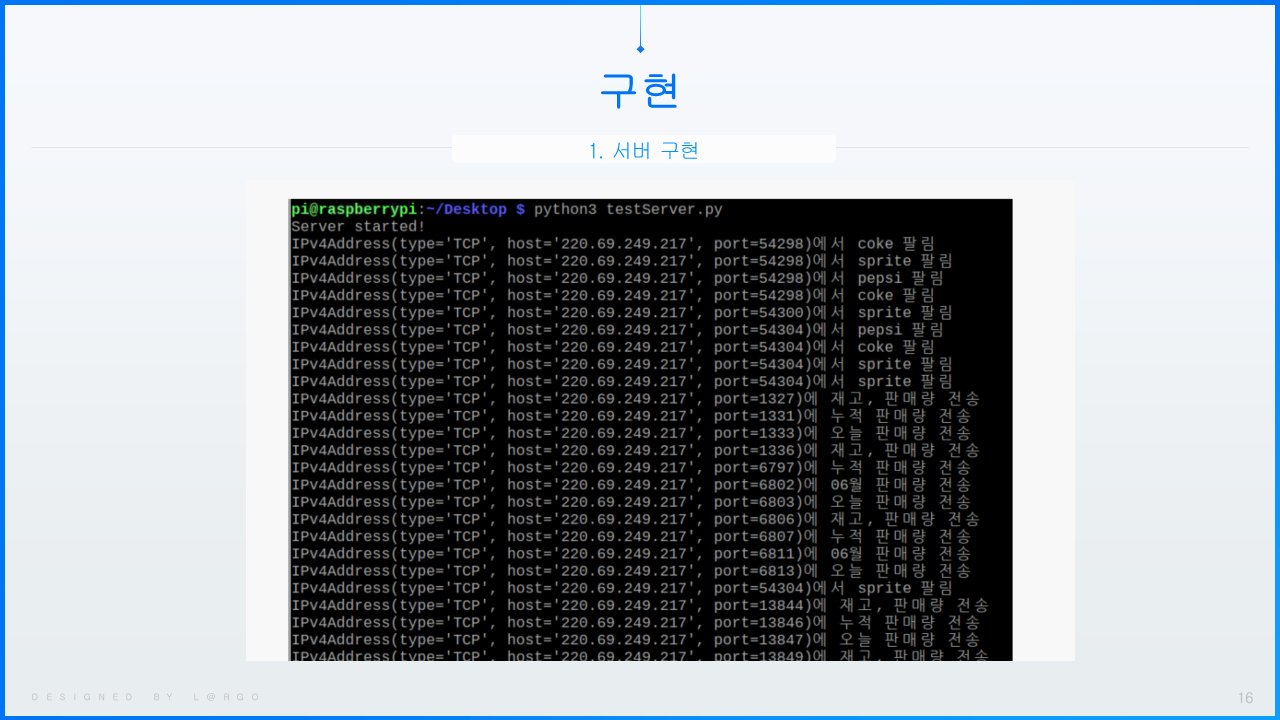 구현
1. 서버 구현
pi@raspberrypi:~/Desktop $ python3 testServer.py
Server started!
IPv4Address(type='TCP', host='220.69.249.217', port=54298)에서 coke 팔림
IPv4Address(type='TCP', host='220.69.249.217', port=54298)에서 sprite 팔림
IPv4Address(type='TCP', host='220.69.249.217', port=54298)에서 pepsi 팔림
IPv4Address(type='TCP', host='220.69.249.217', port=54298)에서 coke 팔림
IPv4Address(type='TCP', host='220.69.249.217', port=54300)에서 sprite 팔림
IPv4Address(type='TCP', host='220.69.249.217', port=54304)에서 pepsi 팔림
IPv4Address(type='TCP', host='220.69.249.217', port=54304)에서 coke 팔림
IPv4Address(type='TCP', host='220.69.249.217', port=54304)에서 sprite 팔림
IPv4Address(type='TCP', host='220.69.249.217', port=54304)에서 sprite 팔림
IPv4Address(type='TCP', host='220.69.249.217', port=1327)에 재고, 판매량 전송
IPv4Address(type='TCP', host='220.69.249.217', port=1331)에 누적 판매량 전송
IPv4Address(type='TCP', host='220.69.249.217', port=1333)에 오늘 판매량 전송
IPv4Address(type='TCP', host='220.69.249.217', port=1336)에 재고, 판매량 전송
IPv4Address(type='TCP', host='220.69.249.217', port=6797)에 누적 판매량 전송
IPv4Address(type='TCP', host='220.69.249.217', port=6802)에 06월 판매량 전송
IPv4Address(type='TCP', host='220.69.249.217', port=6803)에 오늘 판매량 전송
IPv4Address(type='TCP', host='220.69.249.217', port=6806)에 재고, 판매량 전송
IPv4Address(type='TCP', host='220.69.249.217', port=6807)에 누적 판매량 전송
IPv4Address(type='TCP', host='220.69.249.217', port=6811)에 06월 판매량 전송
IPv4Address(type='TCP', host='220.69.249.217', port=6813)에 오늘 판매량 전송
IPv4Address(type='TCP', host='220.69.249.217', port=54304)에서 sprite 팔림
IPv4Address(type='TCP', host='220.69.249.217', port=13844)에 재고, 판매량 전송
IPv4Address(type='TCP', host='220.69.249.217', port=13846)에 누적 판매량 전송
IPv4Address(type='TCP', host='220.69.249.217', port=13847)에 오늘 판매량 전송
IPv4Address(type='TCP', host='220.69.249.217', port=13849)에 재고, 판매량 전송
DESIGNED BY L@RGO
16